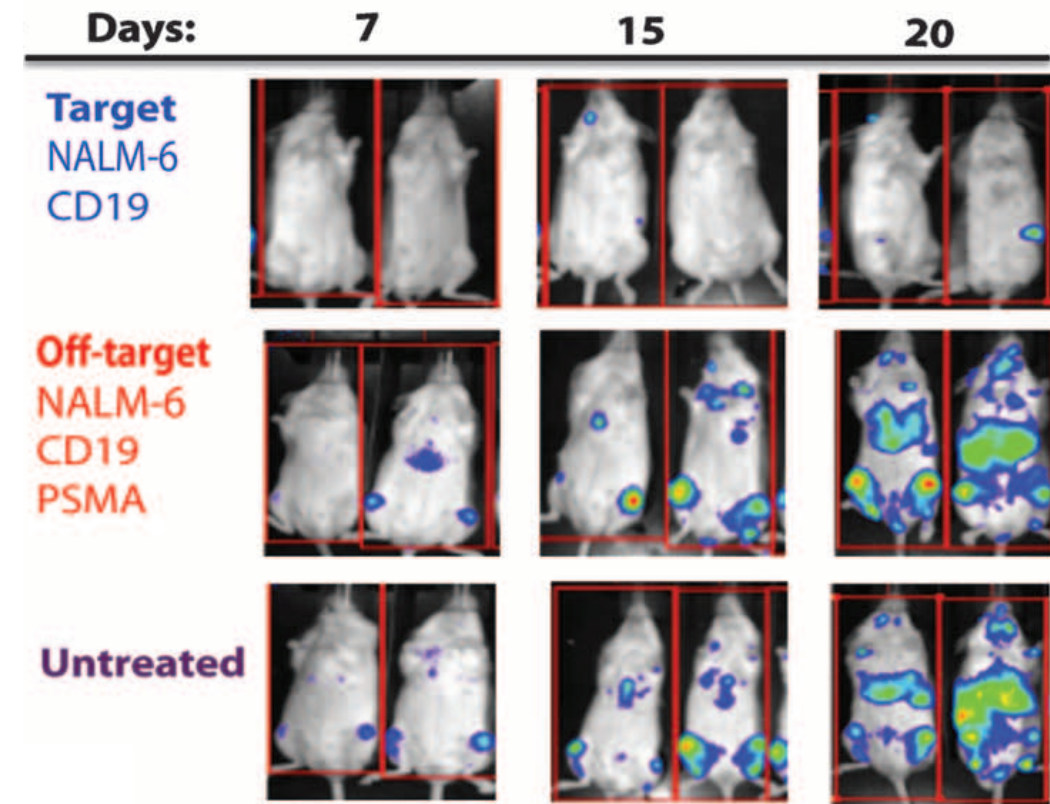 Days: 7 15 20
Target
NALM-6
CD19
Off-target
NALM-6
CD19
PSMA
Untreated